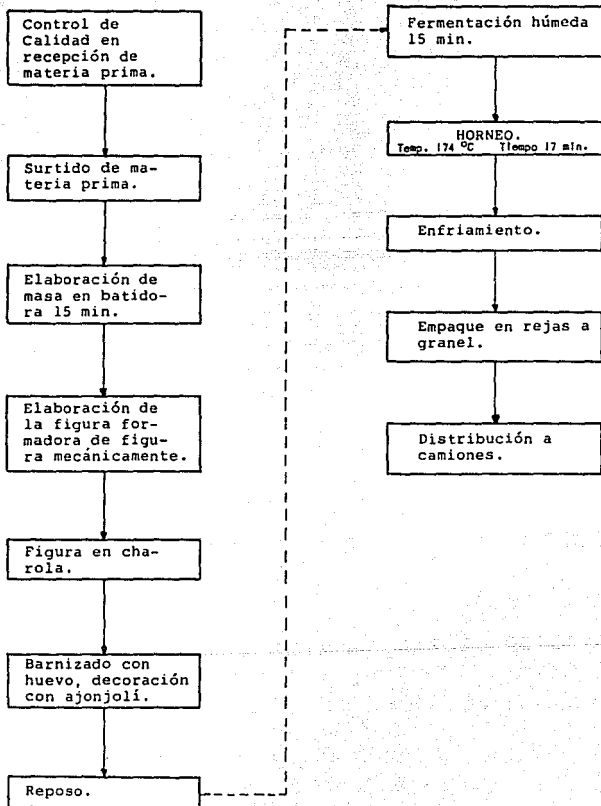 Control de
Calidad en
recepción de
materia prima.
Surtido de ma-
teria prima.
Elaboración de
masa en batido-
ra 15 min.
Elaboración de
la figura for-
madora de figu-
ra mecánicamente.
Figura en cha-
rola.
Barnizado con
huevo, decoración
con ajonjolí.
Reposo.
Fermentación húmeda
15 min.
HORNEO.
Temp. 174 °C Tiempo 17 min.
Enfriamiento.
Empaque en rejas a
granel.
Distribución a
camiones.